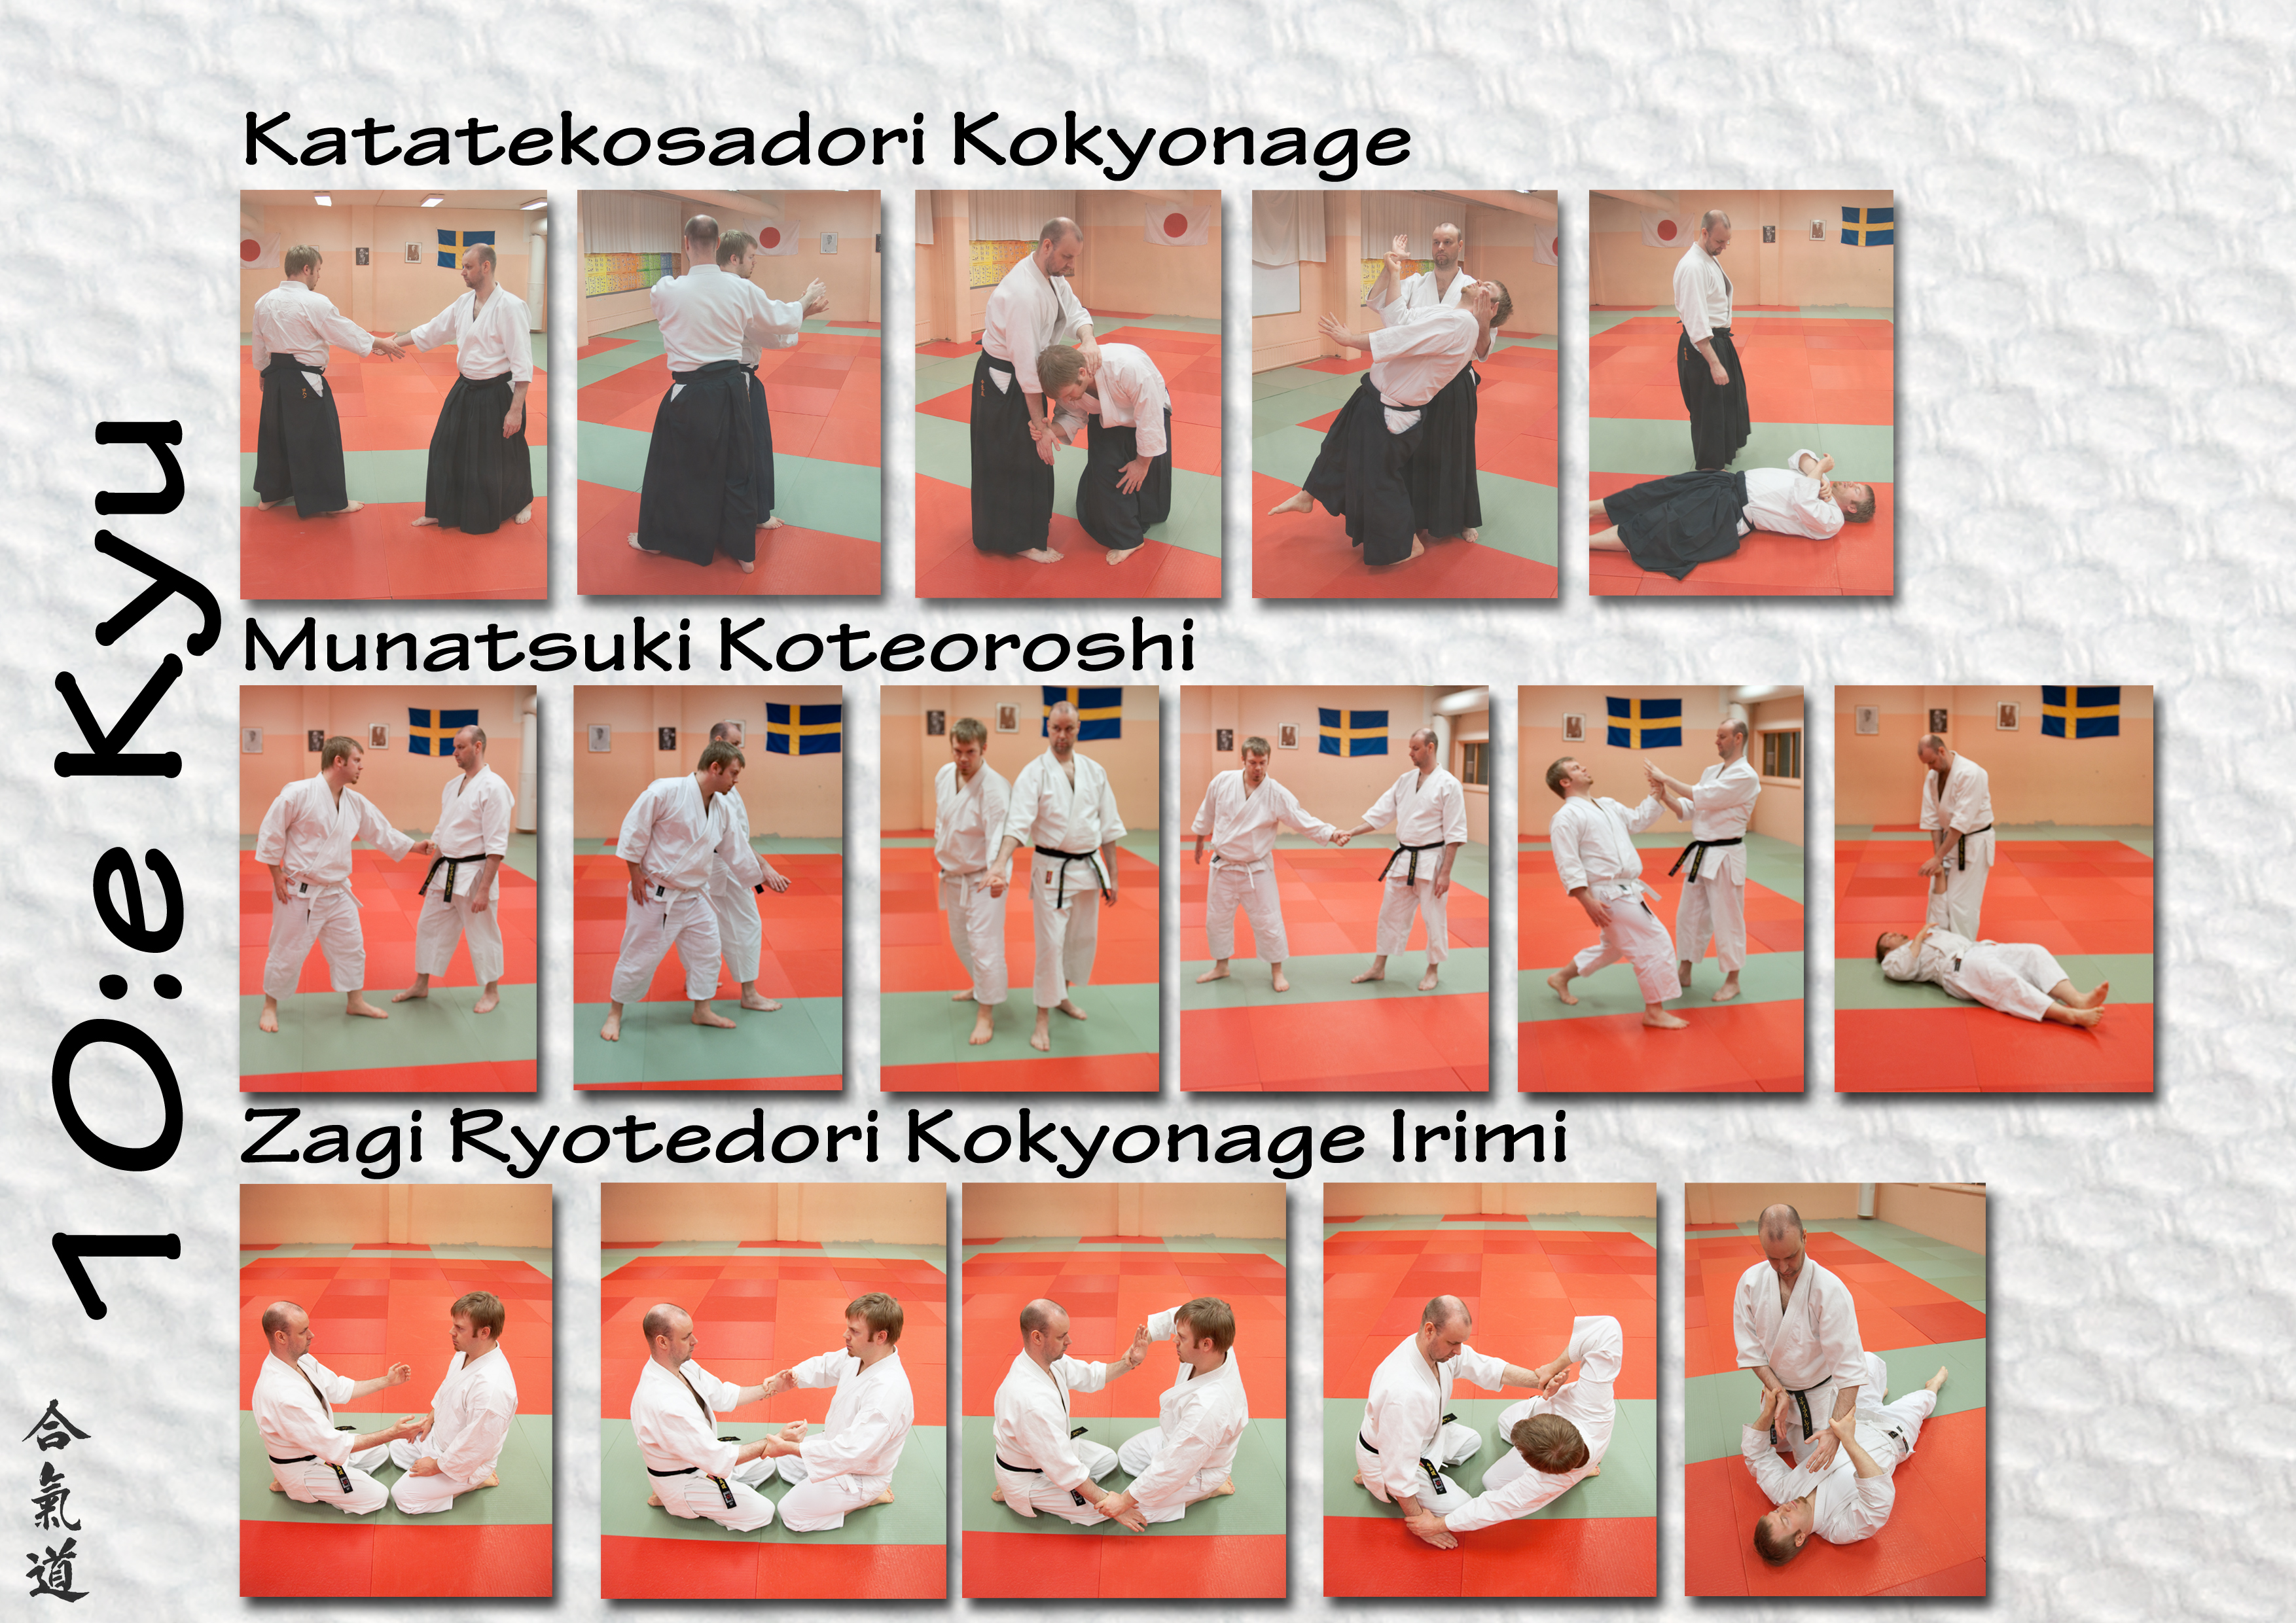 Katatekosadori Kokyonage
Munatsuki Koteoroshi
Zagi Ryotedori Kokyonage Irimi
10:e Kyu
合氣道